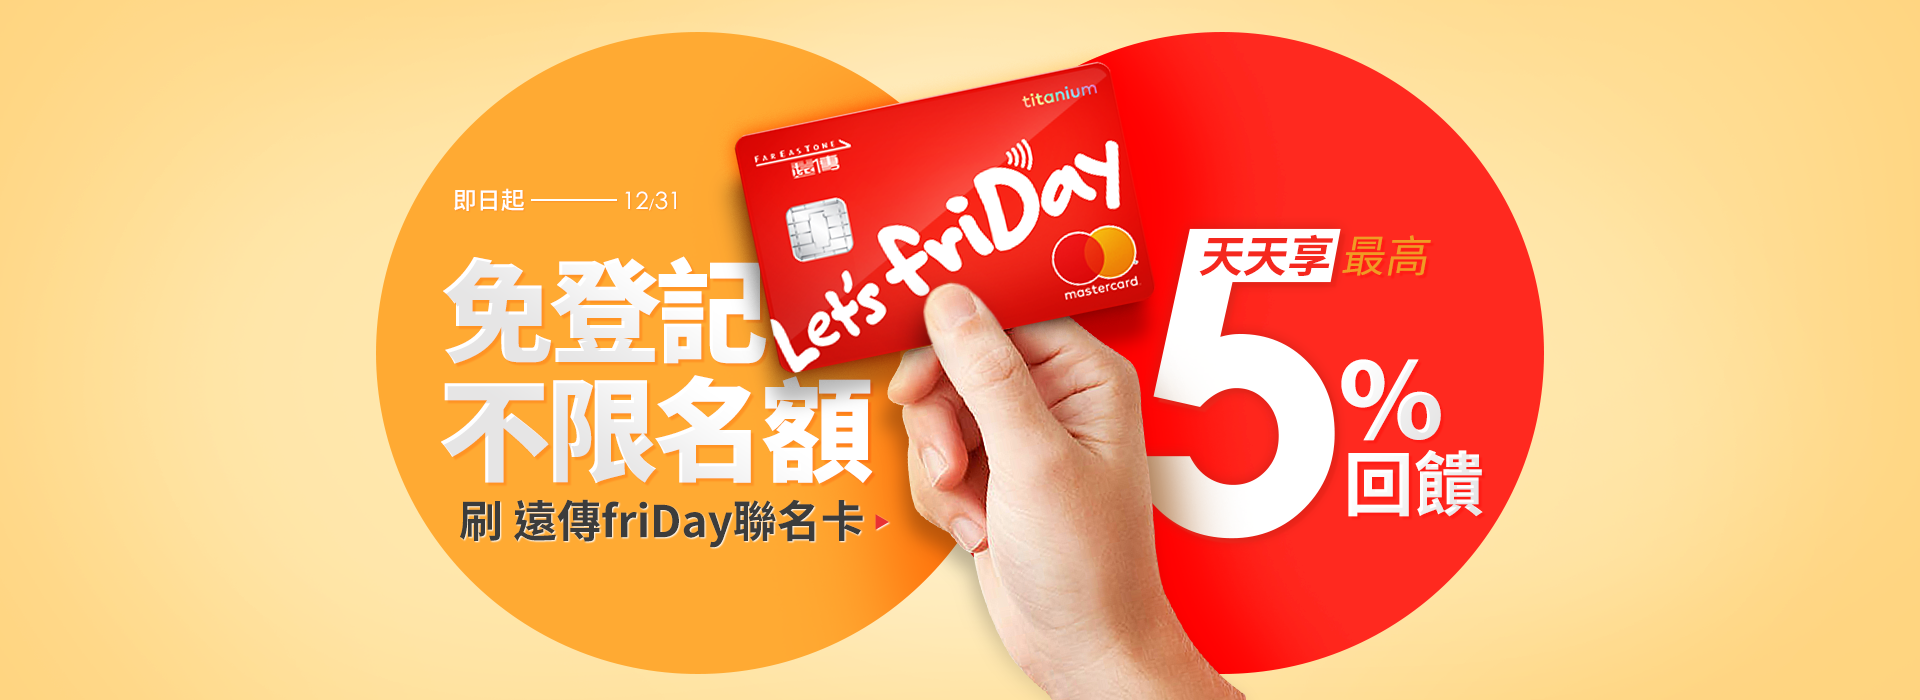 即日起 12/31
免登記
不限名額
刷 遠傳friDay聯名卡
titanium
FAREASTONE
遠傳
Let's friDay
mastercard
天天享 最高
5%
回饋